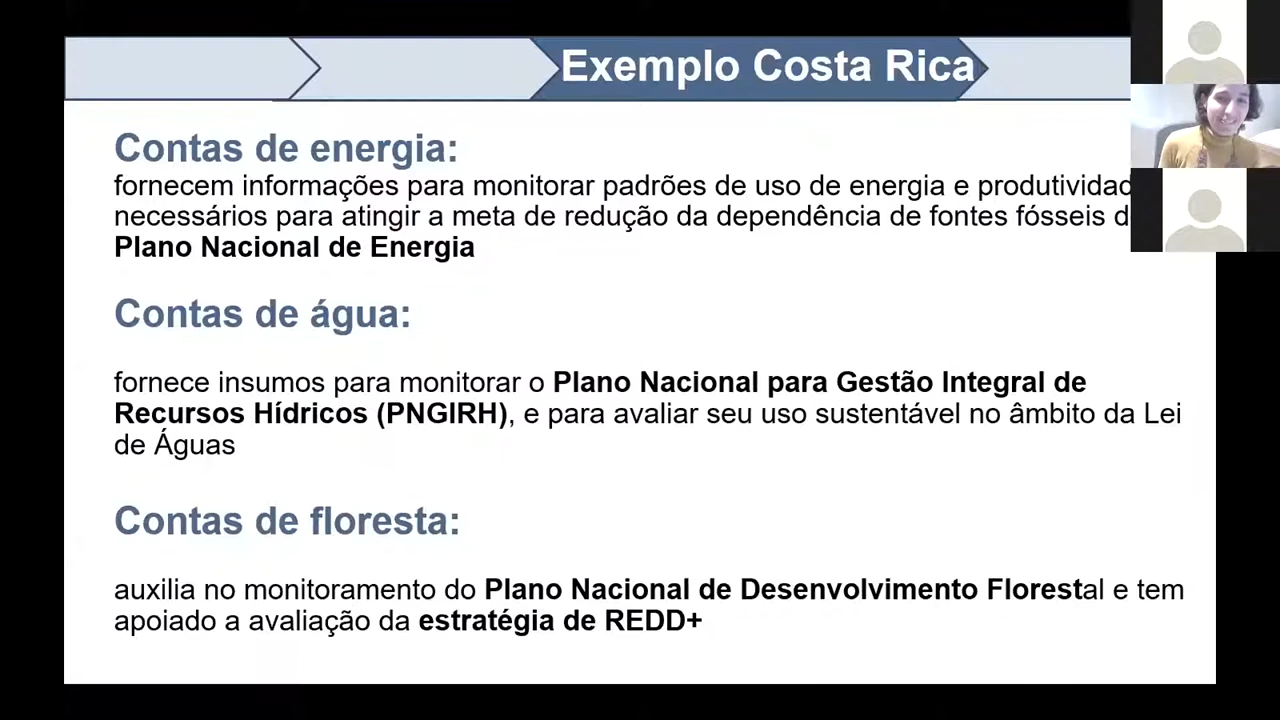 Exemplo Costa Rica
Contas de energia:
fornecem informações para monitorar padrões de uso de energia e
necessários para atingir a meta de redução da dependência de fontes fósseis
Plano Nacional de Energia
Contas de água:
fornece insumos para monitorar o Plano Nacional para Gestão Integral de
Recursos Hídricos (PNGIRH), e para avaliar seu uso sustentável no âmbito da Lei
de Águas
Contas de floresta:
auxilia no monitoramento do Plano Nacional de Desenvolvimento Florestal e tem
apoiado a avaliação da estratégia de REDD+